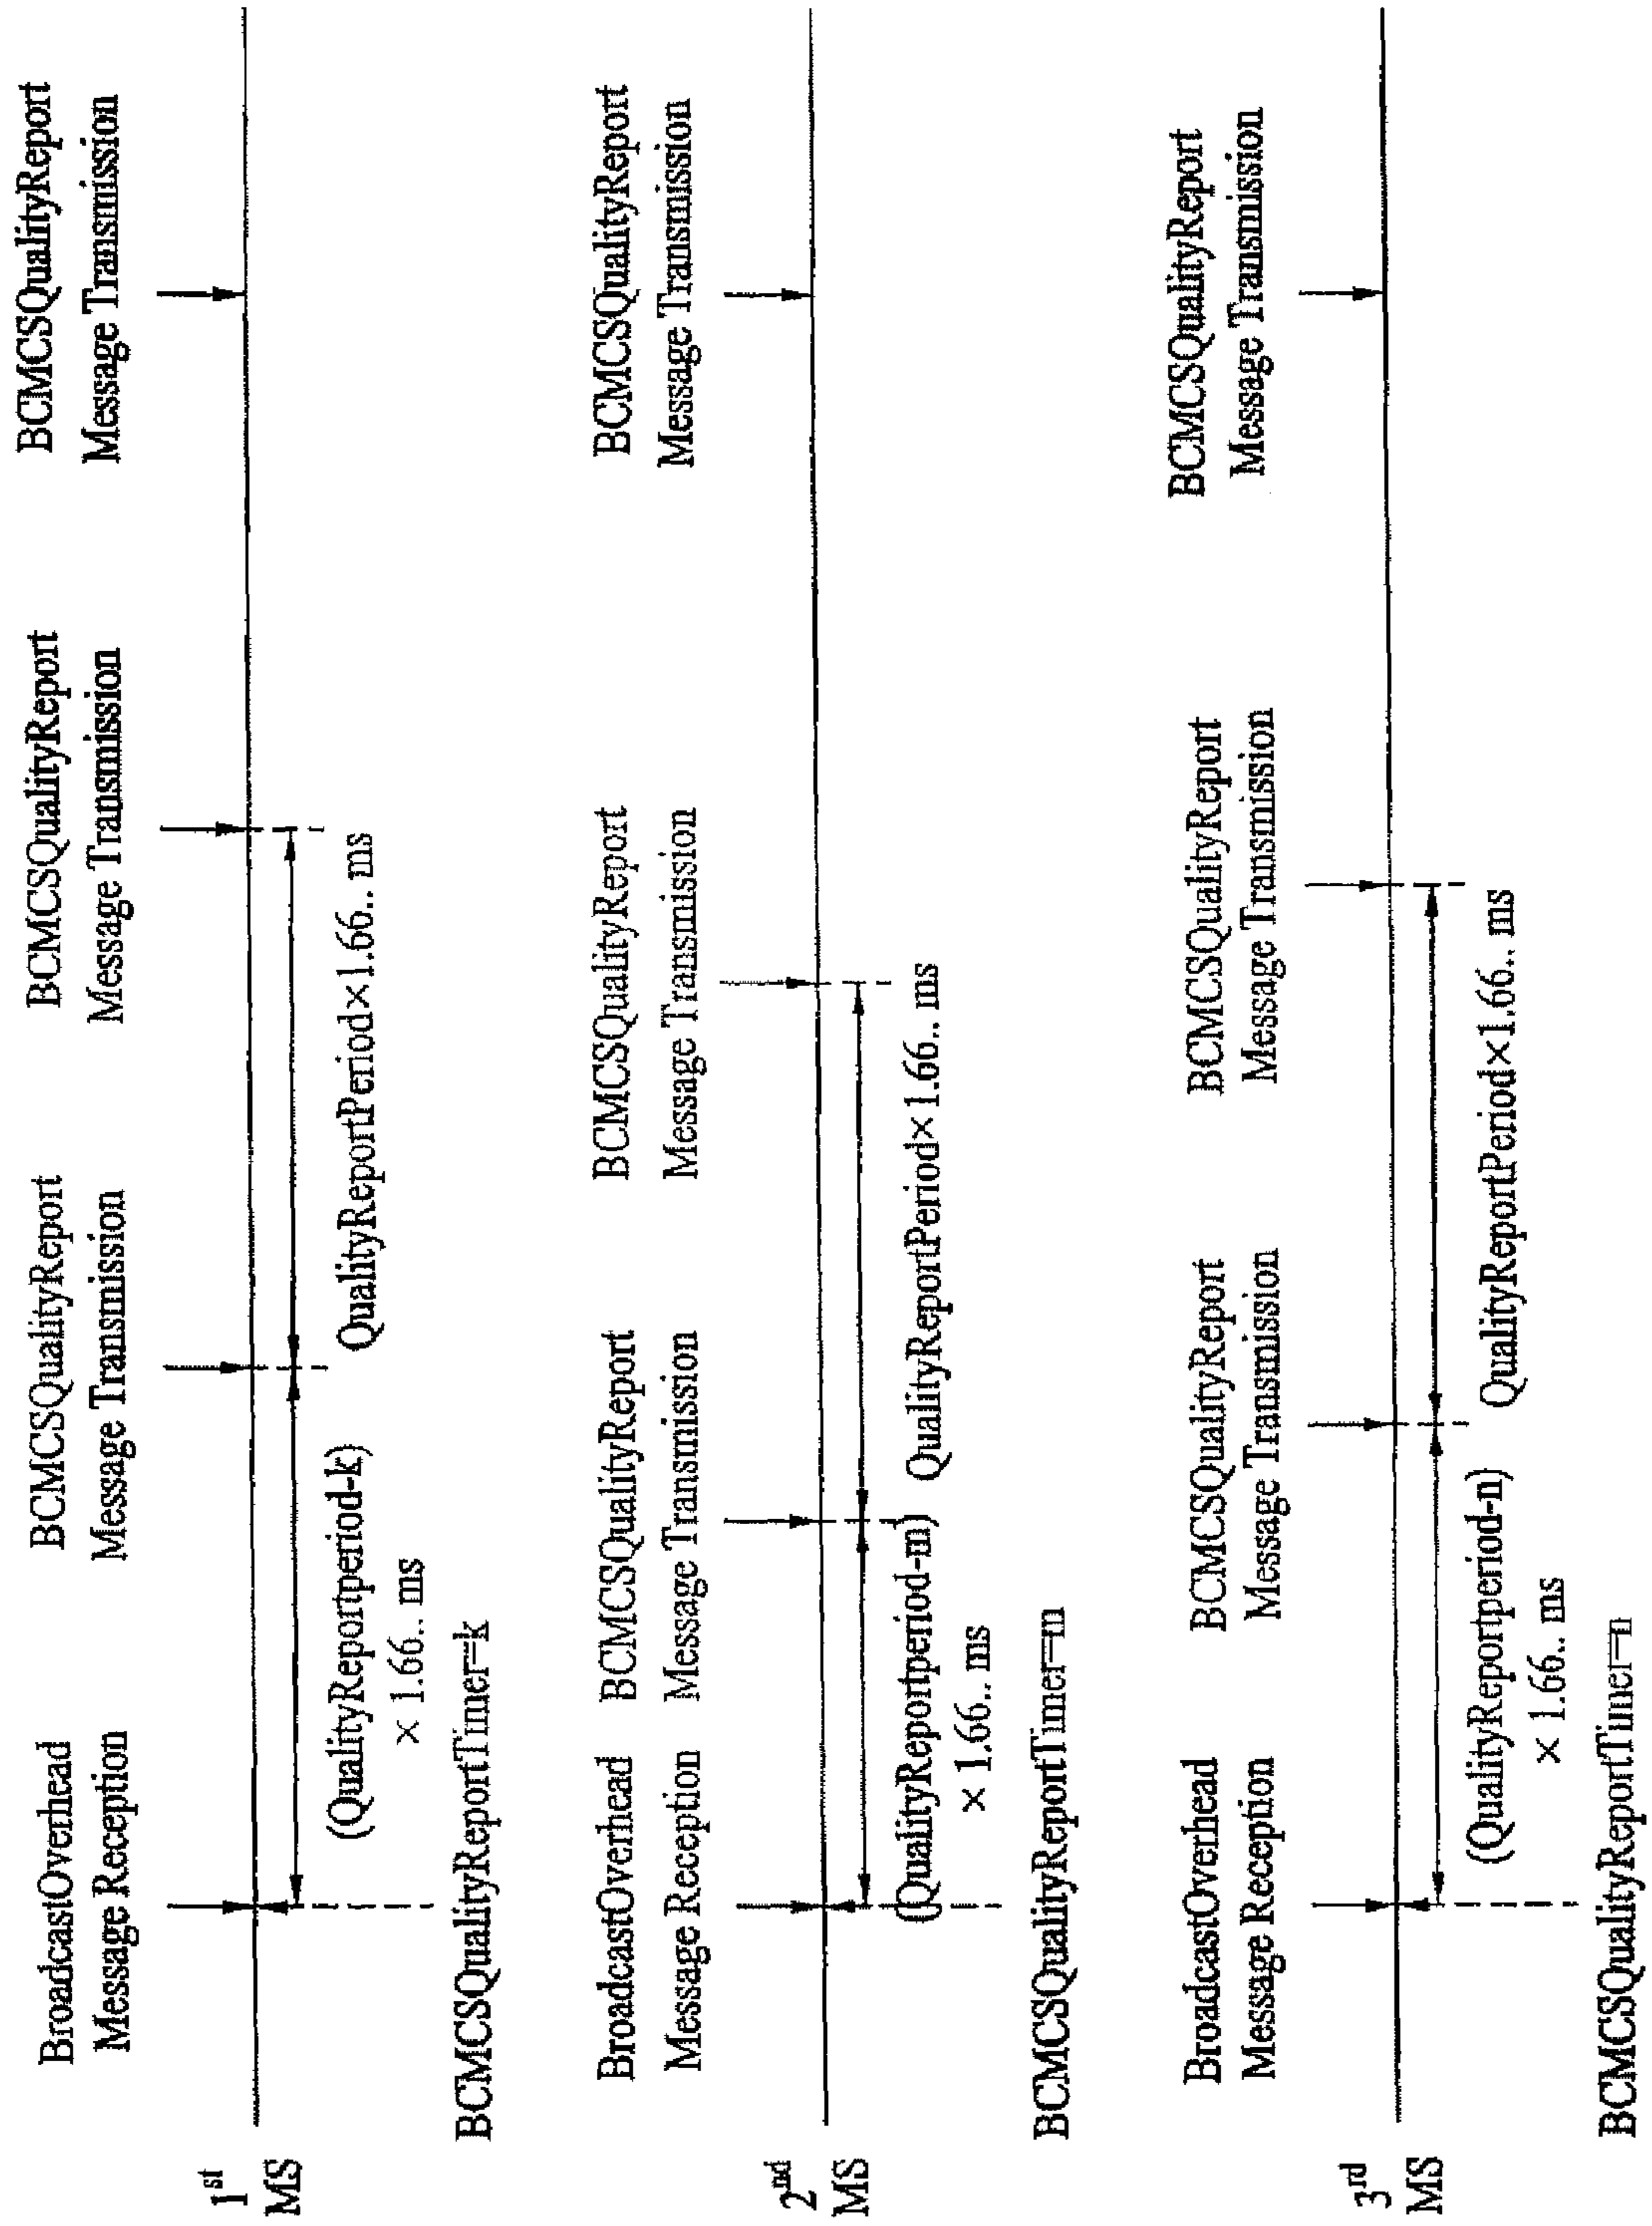 1st
MS
BroadcastOverhead
Message Reception
BCMCSQualityReport
Message Transmission
BCMCSQualityReport
Message Transmission
BCMCSQualityReport
Message Transmission
(QualityReportperiod-k)
× 1.66.. ms
QualityReportPeriod×1.66.. ms
BCMCSQualityReportTimer=k
2nd
MS
BroadcastOverhead
Message Reception
BCMCSQualityReport
Message Transmission
BCMCSQualityReport
Message Transmission
BCMCSQualityReport
Message Transmission
(QualityReportperiod-m)
× 1.66.. ms
QualityReportPeriod×1.66.. ms
BCMCSQualityReportTimer=m
3rd
MS
BroadcastOverhead
Message Reception
BCMCSQualityReport
Message Transmission
BCMCSQualityReport
Message Transmission
BCMCSQualityReport
Message Transmission
(QualityReportperiod-n)
× 1.66.. ms
QualityReportPeriod×1.66.. ms
BCMCSQualityReportTimer=n